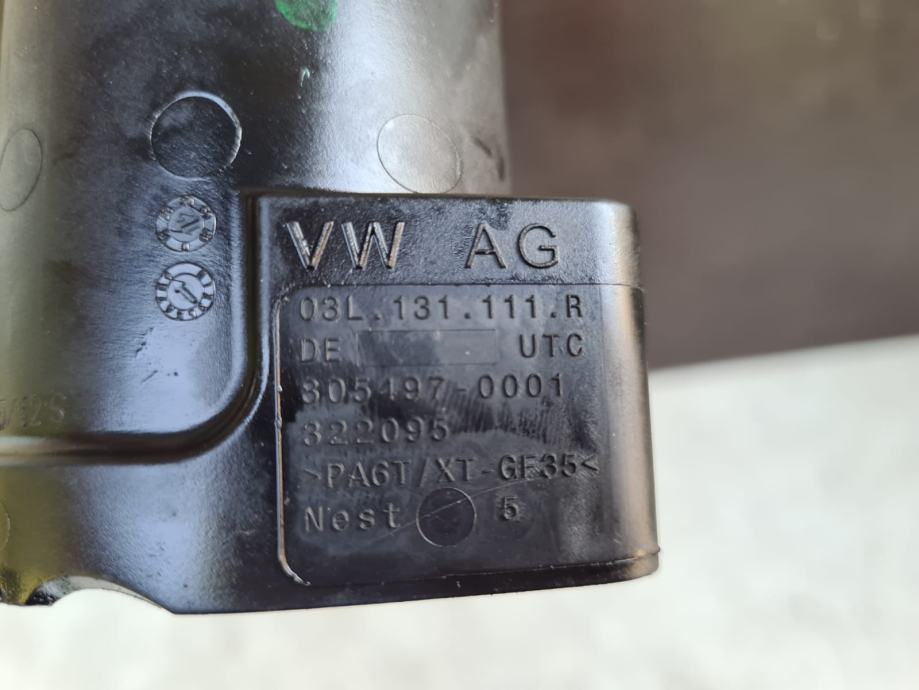 VW AG
03L.131.111.R
DE UTC
305497-0001
322095
>PA6T/XT-GF35<
Nest 5